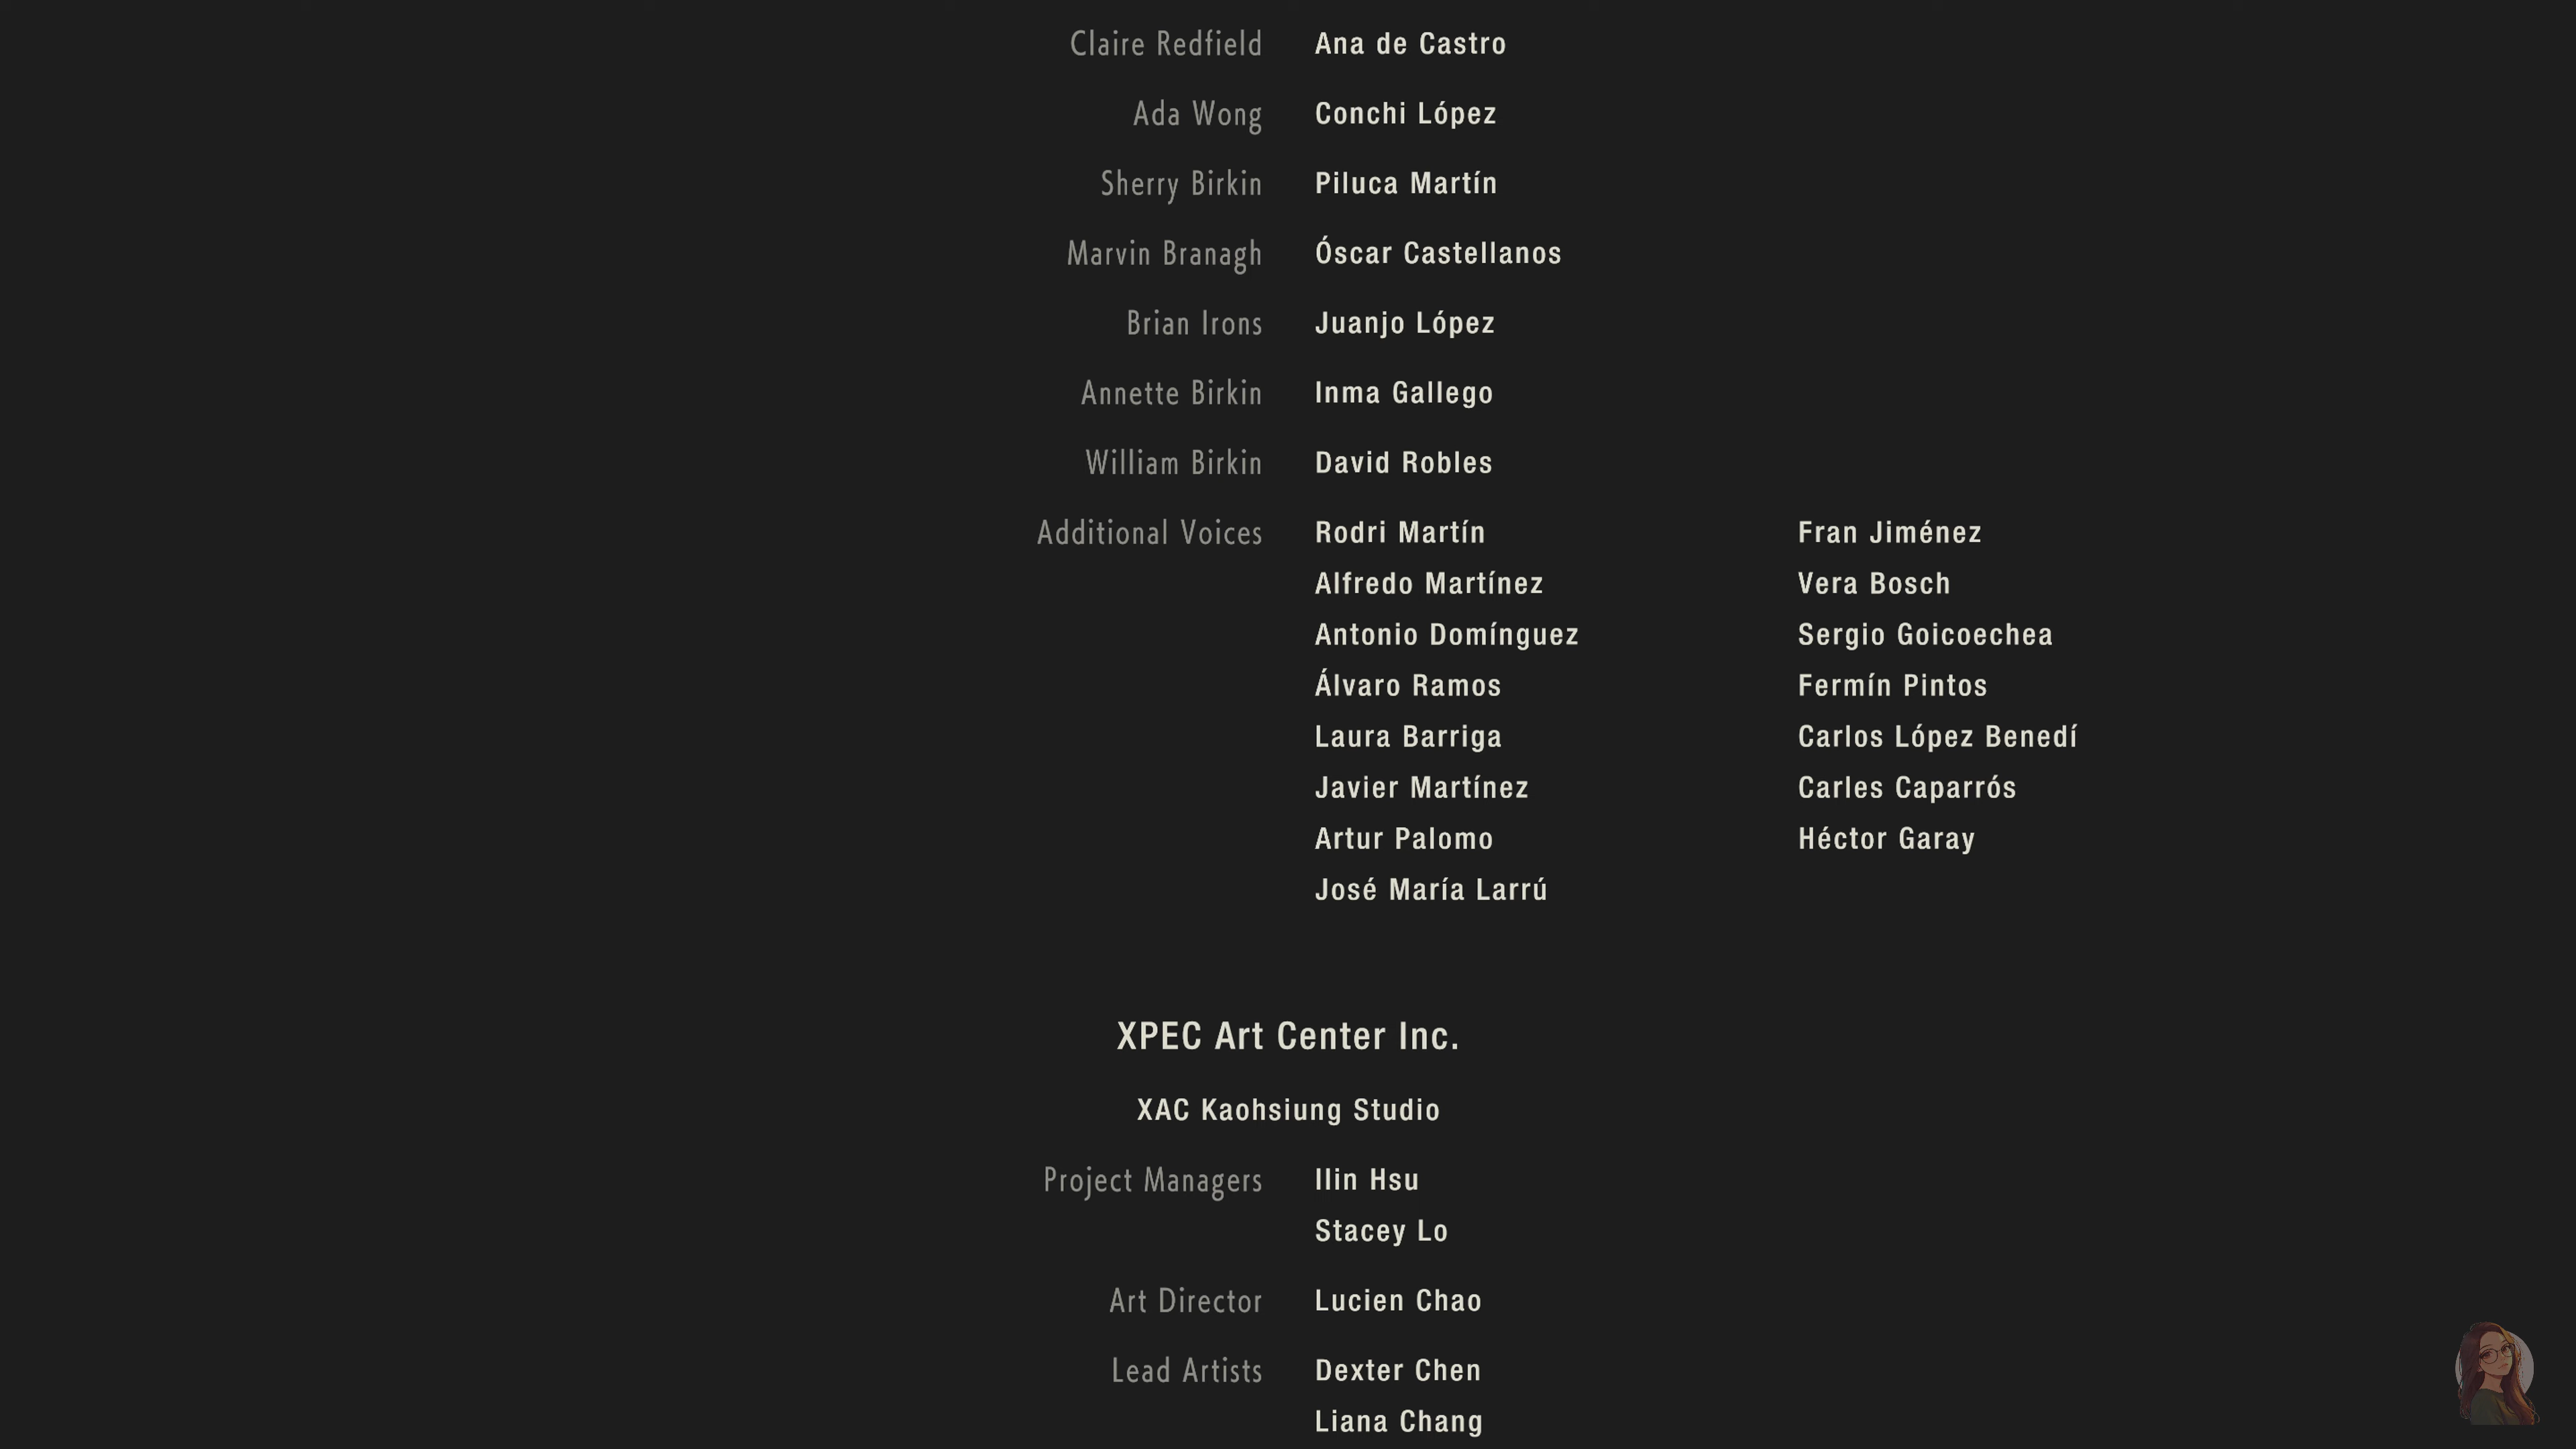 Claire Redfield Ana de Castro
Ada Wong Conchi López
Sherry Birkin Piluca Martín
Marvin Branagh Óscar Castellanos
Brian Irons Juanjo López
Annette Birkin Inma Gallego
William Birkin David Robles
Additional Voices Rodri Martín Fran Jiménez
Alfredo Martínez Vera Bosch
Antonio Domínguez Sergio Goicoechea
Álvaro Ramos Fermín Pintos
Laura Barriga Carlos López Benedí
Javier Martínez Carles Caparrós
Artur Palomo Héctor Garay
José María Larrú
XPEC Art Center Inc.
XAC Kaohsiung Studio
Project Managers Ilin Hsu
Stacey Lo
Art Director Lucien Chao
Lead Artists Dexter Chen
Liana Chang